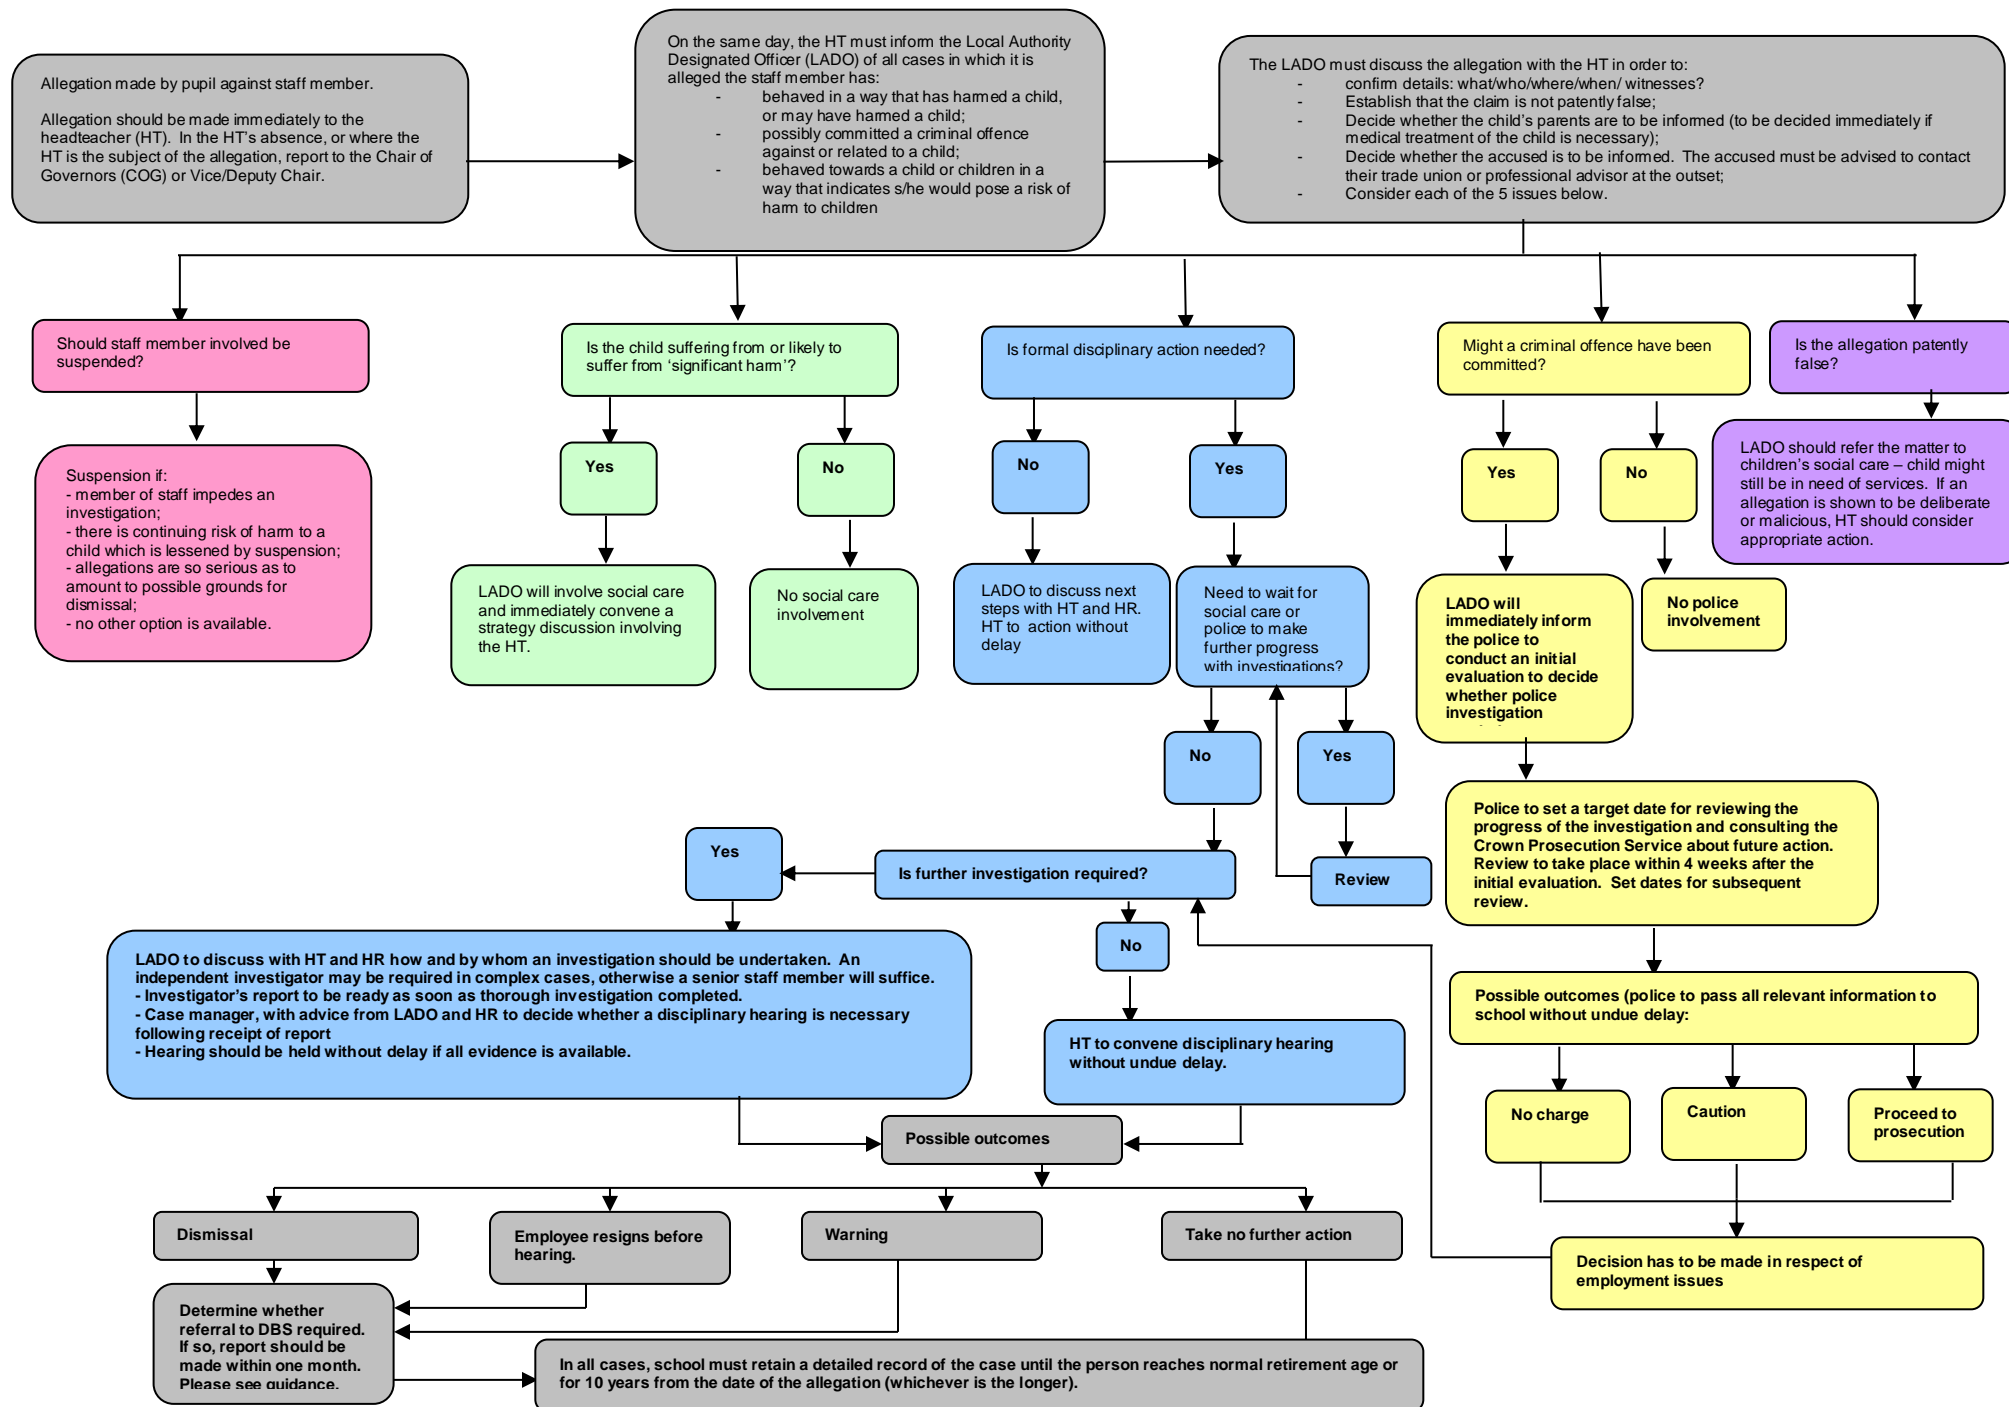 Allegation made by pupil against staff member.
Allegation should be made immediately to the
headteacher (HT).  In the HT's absence, or where the
HT is the subject of the allegation, report to the Chair of
Governors (COG) or Vice/Deputy Chair.
On the same day, the HT must inform the Local Authority
Designated Officer (LADO) of all cases in which it is
alleged the staff member has:
- behaved in a way that has harmed a child,
or may have harmed a child;
- possibly committed a criminal offence
against or related to a child;
- behaved towards a child or children in a
way that indicates s/he would pose a risk of
harm to children
The LADO must discuss the allegation with the HT in order to:
- confirm details: what/who/where/when/ witnesses?
- Establish that the claim is not patently false;
- Decide whether the child's parents are to be informed (to be decided immediately if
medical treatment of the child is necessary);
- Decide whether the accused is to be informed.  The accused must be advised to contact
their trade union or professional advisor at the outset;
- Consider each of the 5 issues below.
Should staff member involved be
suspended?
Is the child suffering from or likely to
suffer from 'significant harm'?
Is formal disciplinary action needed?
Might a criminal offence have been
committed?
Is the allegation patently
false?
Suspension if:
- member of staff impedes an
investigation;
- there is continuing risk of harm to a
child which is lessened by suspension;
- allegations are so serious as to
amount to possible grounds for
dismissal;
- no other option is available.
Yes
No
No
Yes
Yes
No
LADO should refer the matter to
children's social care – child might
still be in need of services.  If an
allegation is shown to be deliberate
or malicious, HT should consider
appropriate action.
LADO will involve social care
and immediately convene a
strategy discussion involving
the HT.
No social care
involvement
LADO to discuss next
steps with HT and HR.
HT to  action without
delay
Need to wait for
social care or
police to make
further progress
with investigations?
LADO will
immediately inform
the police to
conduct an initial
evaluation to decide
whether police
investigation
No police
involvement
No
Yes
Review
Police to set a target date for reviewing the
progress of the investigation and consulting the
Crown Prosecution Service about future action.
Review to take place within 4 weeks after the
initial evaluation.  Set dates for subsequent
review.
Yes
Is further investigation required?
No
LADO to discuss with HT and HR how and by whom an investigation should be undertaken.  An
independent investigator may be required in complex cases, otherwise a senior staff member will suffice.
- Investigator's report to be ready as soon as thorough investigation completed.
- Case manager, with advice from LADO and HR to decide whether a disciplinary hearing is necessary
following receipt of report
- Hearing should be held without delay if all evidence is available.
HT to convene disciplinary hearing
without undue delay.
Possible outcomes (police to pass all relevant information to
school without undue delay:
No charge
Caution
Proceed to
prosecution
Possible outcomes
Dismissal
Employee resigns before
hearing.
Warning
Take no further action
Decision has to be made in respect of
employment issues
Determine whether
referral to DBS required.
If so, report should be
made within one month.
Please see guidance.
In all cases, school must retain a detailed record of the case until the person reaches normal retirement age or
for 10 years from the date of the allegation (whichever is the longer).